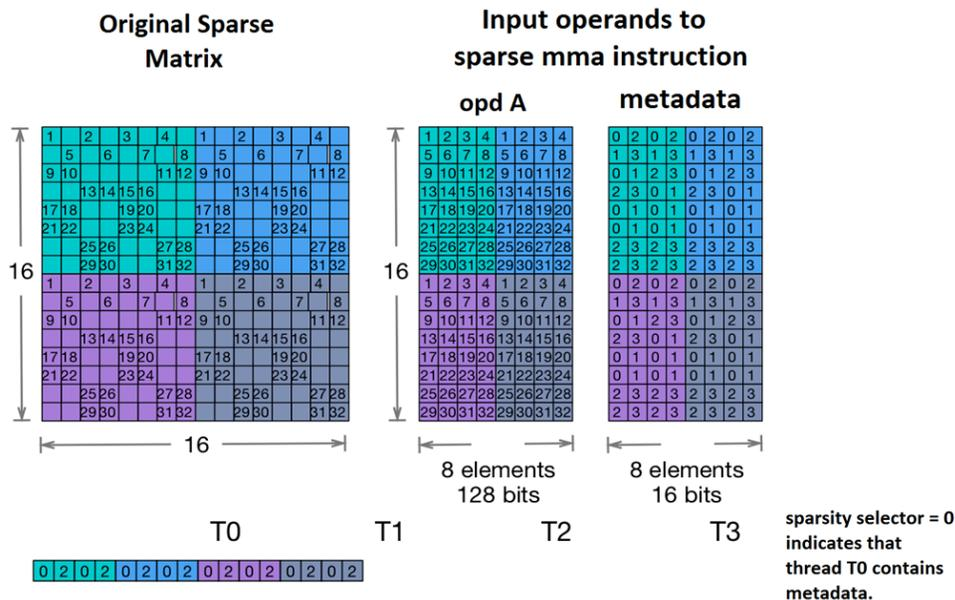 Original Sparse
Matrix
Input operands to
sparse mma instruction
opd A
metadata
1 2 3 4 1 2 3 4 1 2 3 4 1 2 3 4 0 2 0 2 0 2 0 2
5 6 7 8 5 6 7 8 5 6 7 8 5 6 7 8 1 3 1 3 1 3 1 3
9 10 11 12 9 10 11 12 9 10 11 12 9 10 11 12 0 1 2 3 0 1 2 3
13 14 15 16 13 14 15 16 13 14 15 16 13 14 15 16 2 3 0 1 2 3 0 1
17 18 19 20 17 18 19 20 17 18 19 20 17 18 19 20 0 1 0 1 0 1 0 1
21 22 23 24 21 22 23 24 21 22 23 24 21 22 23 24 0 1 0 1 0 1 0 1
25 26 27 28 25 26 27 28 25 26 27 28 25 26 27 28 2 3 2 3 2 3 2 3
29 30 31 32 29 30 31 32 29 30 31 32 29 30 31 32 2 3 2 3 2 3 2 3
16
16
1 2 3 4 1 2 3 4 1 2 3 4 1 2 3 4 0 2 0 2 0 2 0 2
5 6 7 8 5 6 7 8 5 6 7 8 5 6 7 8 1 3 1 3 1 3 1 3
9 10 11 12 9 10 11 12 9 10 11 12 9 10 11 12 0 1 2 3 0 1 2 3
13 14 15 16 13 14 15 16 13 14 15 16 13 14 15 16 2 3 0 1 2 3 0 1
17 18 19 20 17 18 19 20 17 18 19 20 17 18 19 20 0 1 0 1 0 1 0 1
21 22 23 24 21 22 23 24 21 22 23 24 21 22 23 24 0 1 0 1 0 1 0 1
25 26 27 28 25 26 27 28 25 26 27 28 25 26 27 28 2 3 2 3 2 3 2 3
29 30 31 32 29 30 31 32 29 30 31 32 29 30 31 32 2 3 2 3 2 3 2 3
16
8 elements
128 bits
8 elements
16 bits
T0 T1 T2 T3
0 2 0 2 0 2 0 2 0 2 0 2 0 2 0 2
sparsity selector = 0
indicates that
thread T0 contains
metadata.